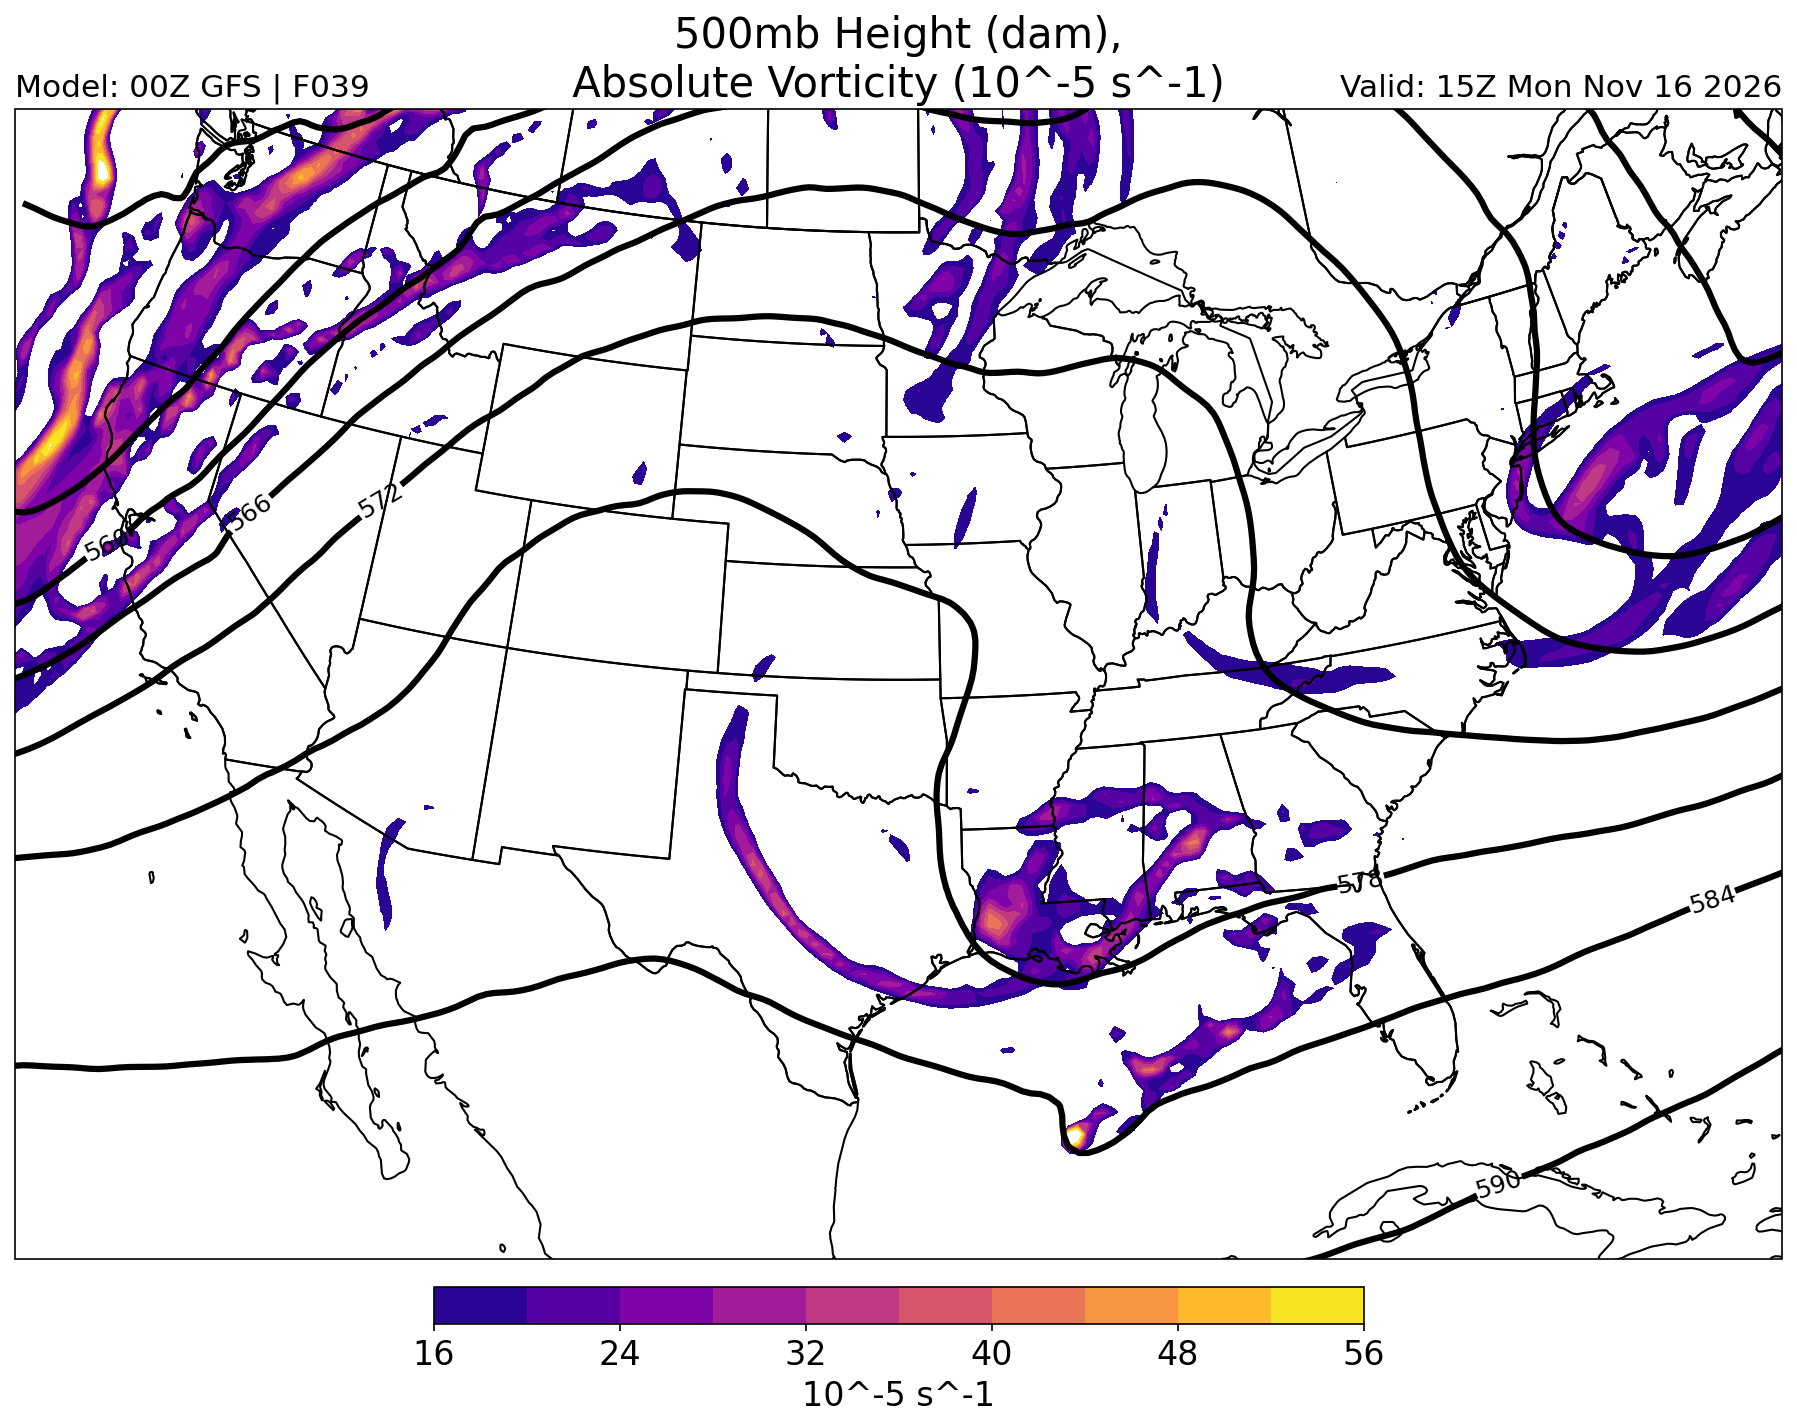 500mb Height (dam),
Model: 00Z GFS | F039
Absolute Vorticity (10^-5 s^-1)
Valid: 15Z Mon Nov 16 2026
566
572
560
578
584
590
16 24 32 40 48 56
10^-5 s^-1